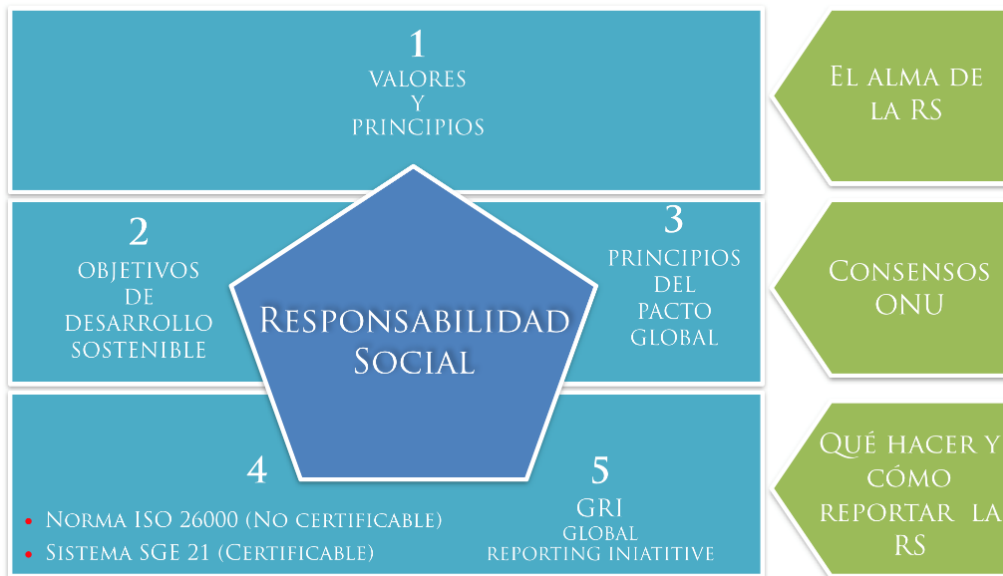 1
VALORES
Y
PRINCIPIOS
EL ALMA DE
LA RS
2
OBJETIVOS
DE
DESARROLLO
SOSTENIBLE
RESPONSABILIDAD
SOCIAL
3
PRINCIPIOS
DEL
PACTO
GLOBAL
CONSENSOS
ONU
4
• NORMA ISO 26000 (NO CERTIFICABLE)
• SISTEMA SGE 21 (CERTIFICABLE)
5
GRI
GLOBAL
REPORTING INIATITIVE
QUÉ HACER Y
CÓMO
REPORTAR LA
RS